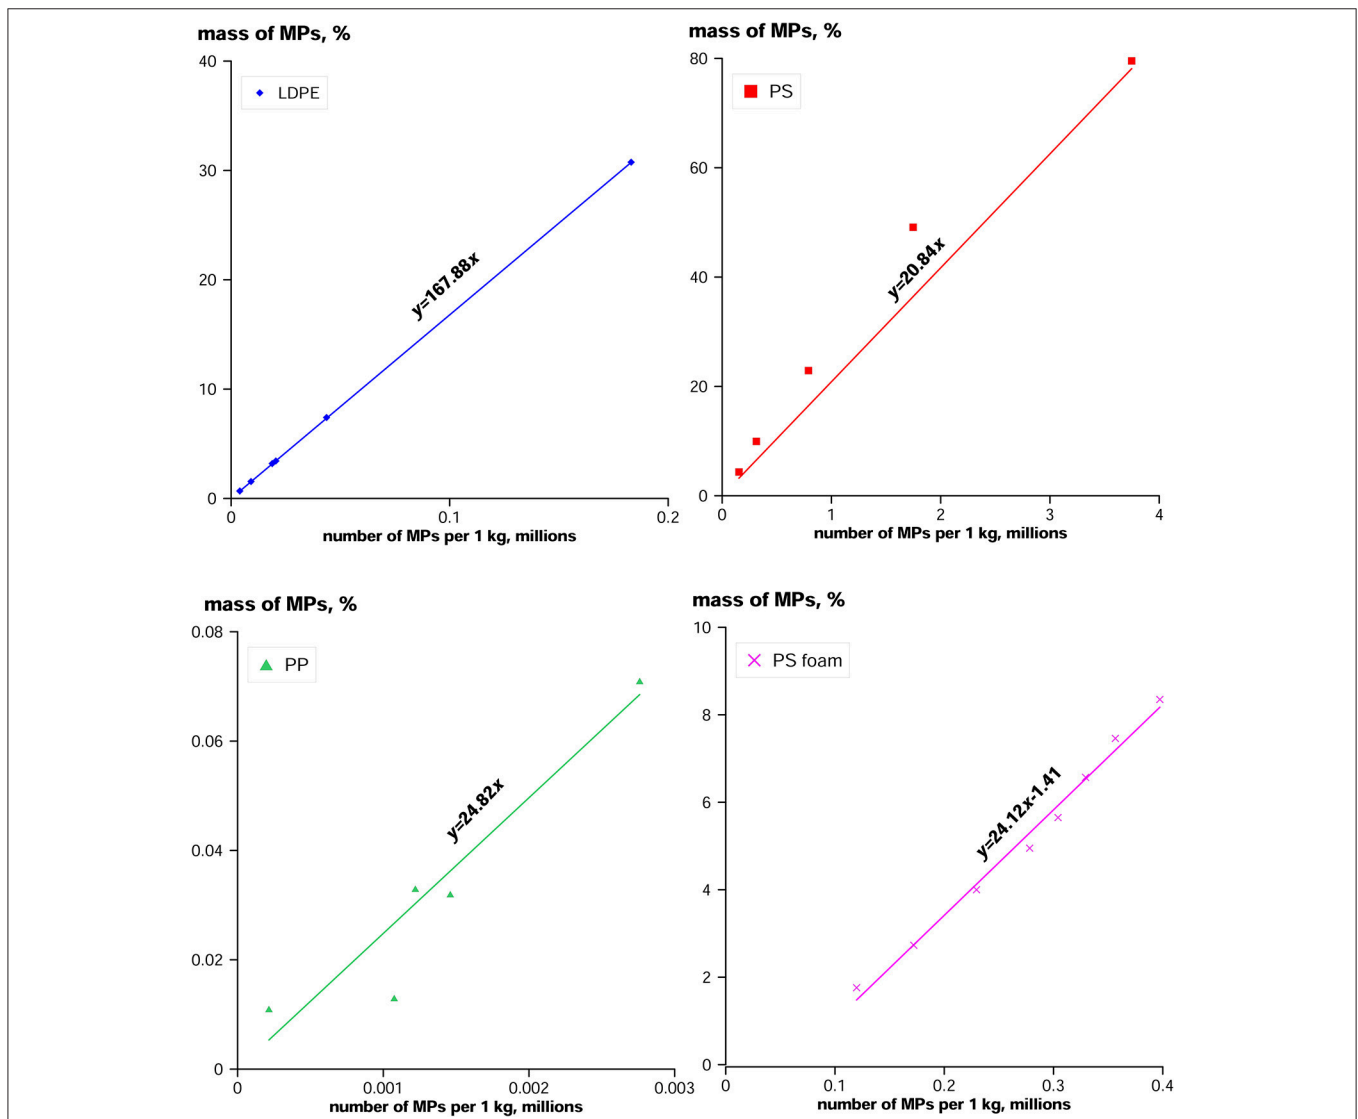 mass of MPs, %
40
LDPE
30
20
y=167.88x
10
0
0 0.1 0.2
number of MPs per 1 kg, millions
mass of MPs, %
80
PS
60
40
y=20.84x
20
0
0 1 2 3 4
number of MPs per 1 kg, millions
mass of MPs, %
0.08
PP
0.06
y=24.82x
0.04
0.02
0
0 0.001 0.002 0.003
number of MPs per 1 kg, millions
mass of MPs, %
10
PS foam
8
6
y=24.12x-1.41
4
2
0
0 0.1 0.2 0.3 0.4
number of MPs per 1 kg, millions